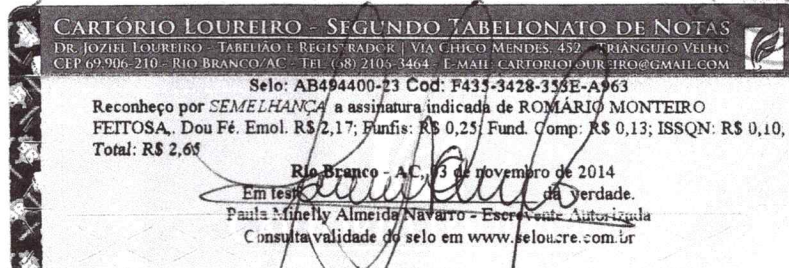 CARTÓRIO LOUREIRO - SEGUNDO TABELIONATO DE NOTAS
DR. JOZIEL LOUREIRO - TABELIÃO E REGISTRADOR | VIA CHICO MENDES, 452 - TRIÂNGULO VELHO
CEP 69.906-210 - RIO BRANCO/AC - TEL. (68) 2106-3464 - E-MAIL: CARTORIOLOUREIRO@GMAIL.COM
Selo: AB494400-23 Cod: F435-3428-353E-A963
Reconheço por SEMELHANÇA a assinatura indicada de ROMÁRIO MONTEIRO
FEITOSA,. Dou Fé. Emol. R$ 2,17; Funfis: R$ 0,25; Fund. Comp: R$ 0,13; ISSQN: R$ 0,10,
Total: R$ 2,65
Rio Branco - AC, 03 de novembro de 2014
Em test da verdade.
Paula Minelly Almeida Navarro - Escrevente Autorizada
Consulta validade do selo em www.seloacre.com.br